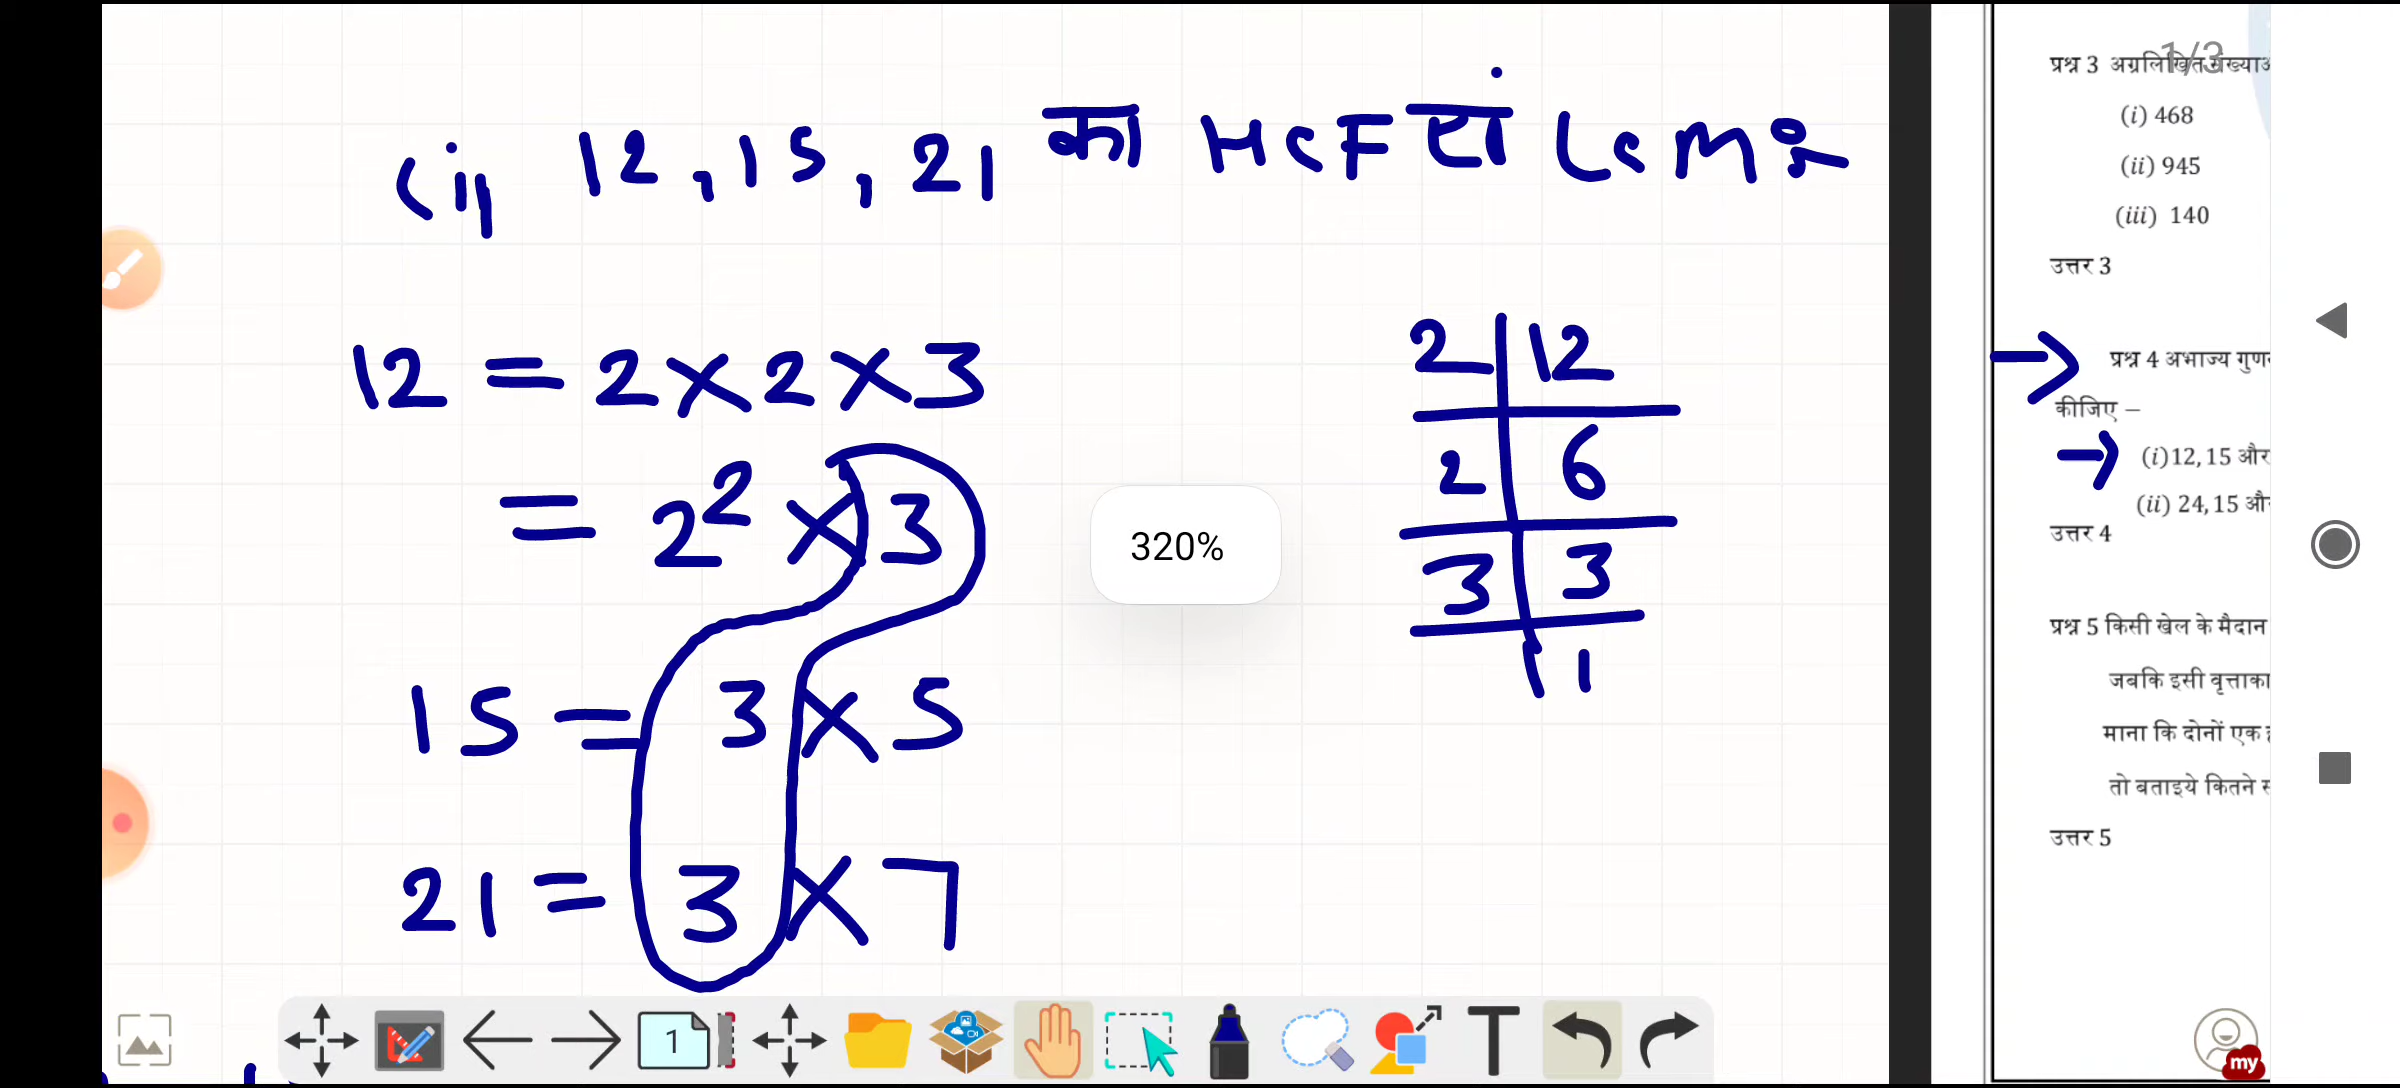 (i) 12, 15, 21 का HCF एवं LCM :-
12 = 2 × 2 × 3
= 2² × 3
15 = 3 × 5
21 = 3 × 7
2 | 12
2 | 6
3 | 3
1
320%
1/3
प्रश्न 3
(i) 468
(ii) 945
(iii) 140
उत्तर 3
→ प्रश्न 4 अभाज्य
कीजिए –
→ (i) 12, 15 और
(ii) 24, 15
उत्तर 4
प्रश्न 5 किसी खेल के मैदान
जबकि इसी
माना कि दोनों एक
तो बताइये कितने
उत्तर 5
1
T
my